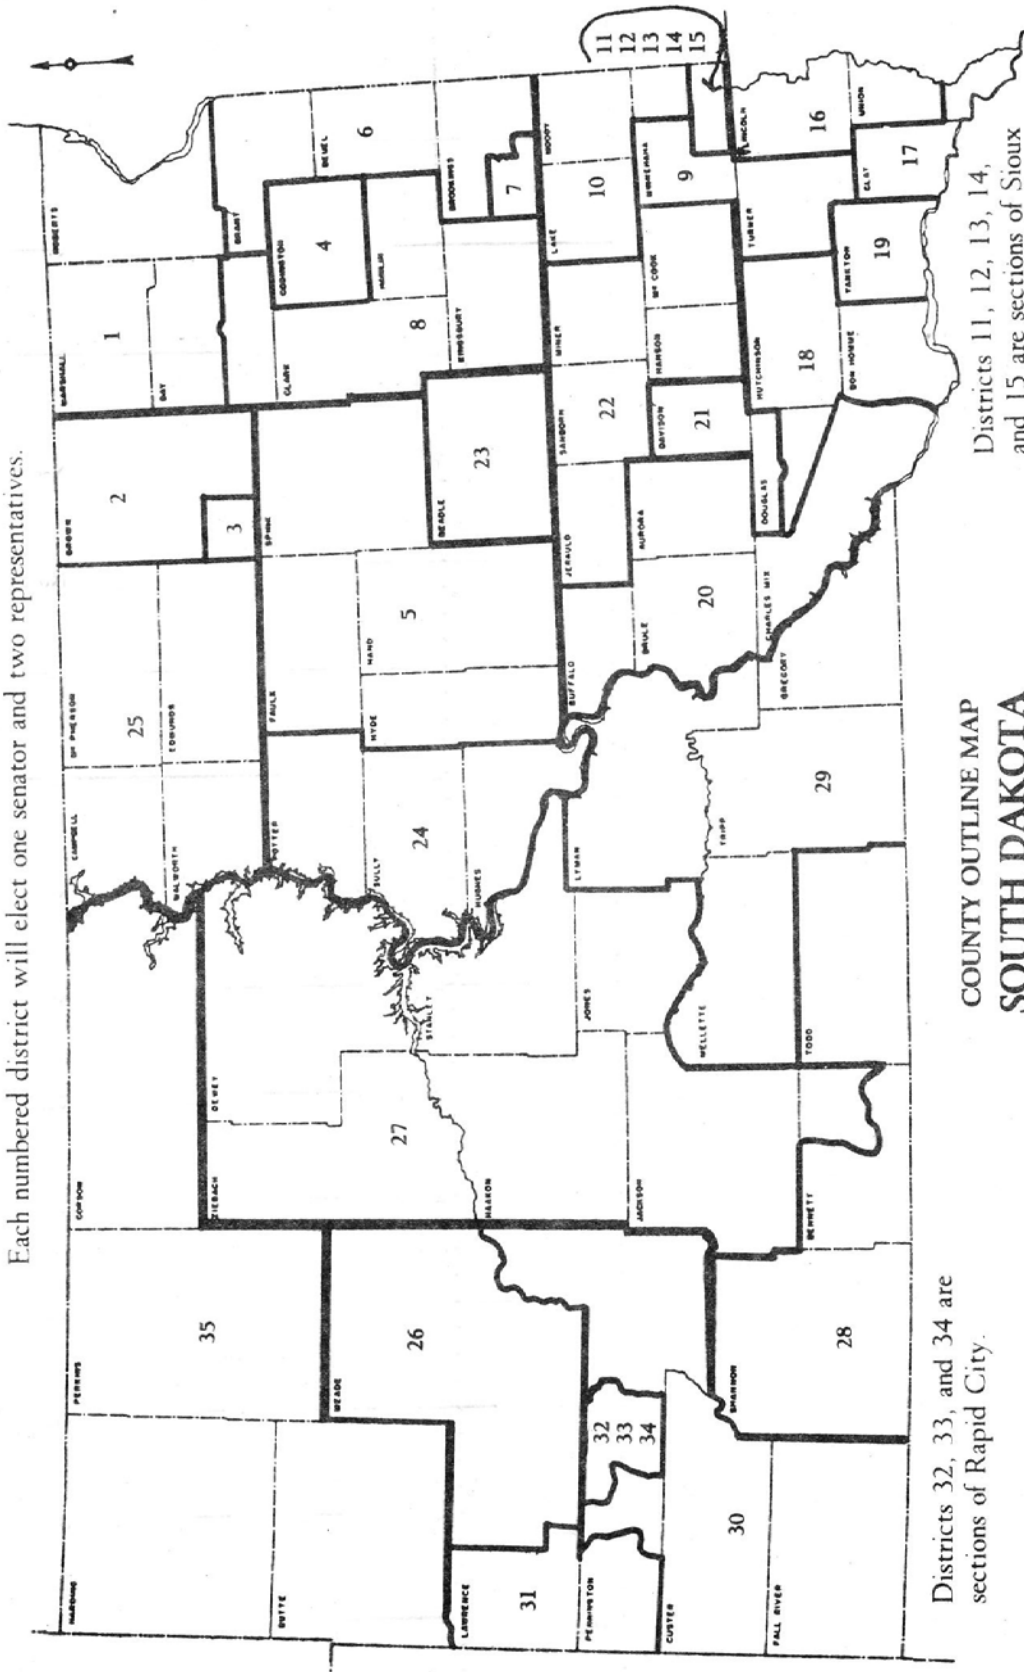 Each numbered district will elect one senator and two representatives.
HARDING
PERKINS
CORSON
CAMPBELL
MC PHERSON
BROWN
MARSHALL
ROBERTS
35
25
2
1
WALWORTH
EDMUNDS
3
DAY
GRANT
BUTTE
ZIEBACH
DEWEY
POTTER
FAULK
SPINK
CLARK
CODINGTON
4
DEUEL
6
MEADE
26
27
SULLY
24
HYDE
HAND
5
BEADLE
23
8
HAMLIN
KINGSBURY
BROOKINGS
7
LAWRENCE
31
HAAKON
STANLEY
HUGHES
BUFFALO
JERAULD
SANBORN
22
MINER
LAKE
10
MOODY
11
12
13
14
15
PENNINGTON
32
33
34
JACKSON
JONES
LYMAN
BRULE
20
AURORA
DAVISON
21
HANSON
MC COOK
MINNEHAHA
9
CUSTER
30
SHANNON
MELLETTE
TRIPP
GREGORY
CHARLES MIX
DOUGLAS
HUTCHINSON
18
TURNER
LINCOLN
16
FALL RIVER
28
BENNETT
TODD
29
BON HOMME
YANKTON
19
CLAY
17
UNION
Districts 32, 33, and 34 are
sections of Rapid City.
COUNTY OUTLINE MAP
SOUTH DAKOTA
Districts 11, 12, 13, 14,
and 15 are sections of Sioux